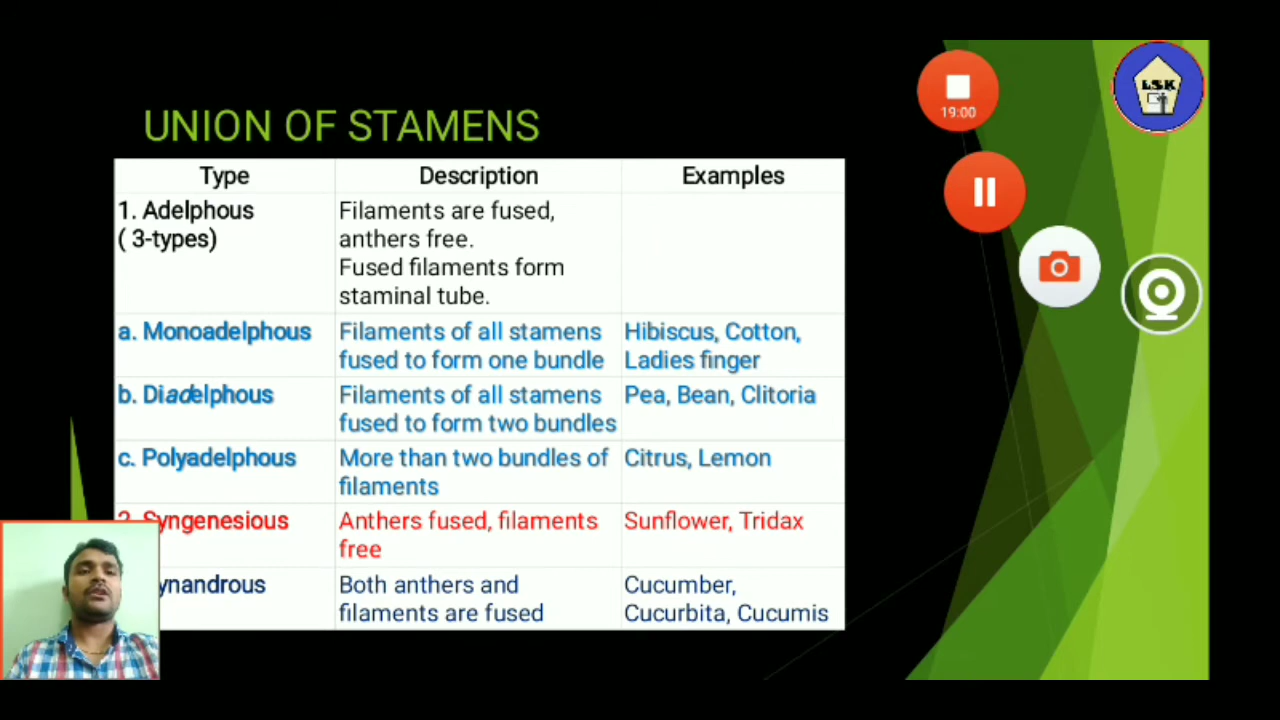 UNION OF STAMENS
Type Description Examples
1. Adelphous
( 3-types)
Filaments are fused,
anthers free.
Fused filaments form
staminal tube.
a. Monoadelphous
Filaments of all stamens
fused to form one bundle
Hibiscus, Cotton,
Ladies finger
b. Diadelphous
Filaments of all stamens
fused to form two bundles
Pea, Bean, Clitoria
c. Polyadelphous
More than two bundles of
filaments
Citrus, Lemon
2. Syngenesious
Anthers fused, filaments
free
Sunflower, Tridax
ynandrous
Both anthers and
filaments are fused
Cucumber,
Cucurbita, Cucumis
19:00
LSK